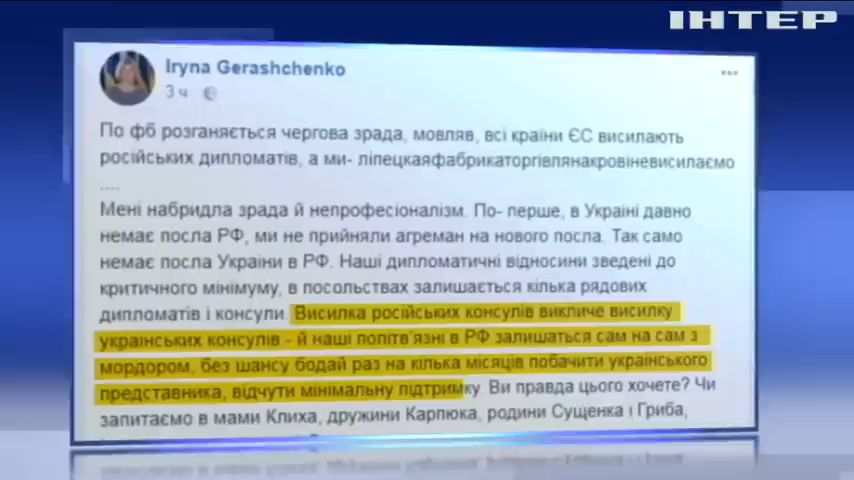 ІНТЕР
Iryna Gerashchenko
3 ч
По фб розганяється чергова зрада, мовляв, всі країни ЄС висилають
російських дипломатів, а ми- ліпецкаяфабрикаторгівлянакровіневисилаємо
....
Мені набридла зрада й непрофесіоналізм. По- перше, в Україні давно
немає посла РФ, ми не прийняли агреман на нового посла. Так само
немає посла України в РФ. Наші дипломатичні відносини зведені до
критичного мінімуму, в посольствах залишається кілька рядових
дипломатів і консули. Висилка російських консулів викличе висилку
українських консулів - й наші політв'язні в РФ залишаться сам на сам з
мордором, без шансу бодай раз на кілька місяців побачити українського
представника, відчути мінімальну підтримку. Ви правда цього хочете? Чи
запитаємо в мами Клиха, дружини Карпюка, родини Сущенка і Гриба,